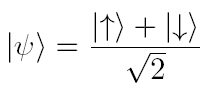 |ψ⟩ = (|↑⟩ + |↓⟩) / √2